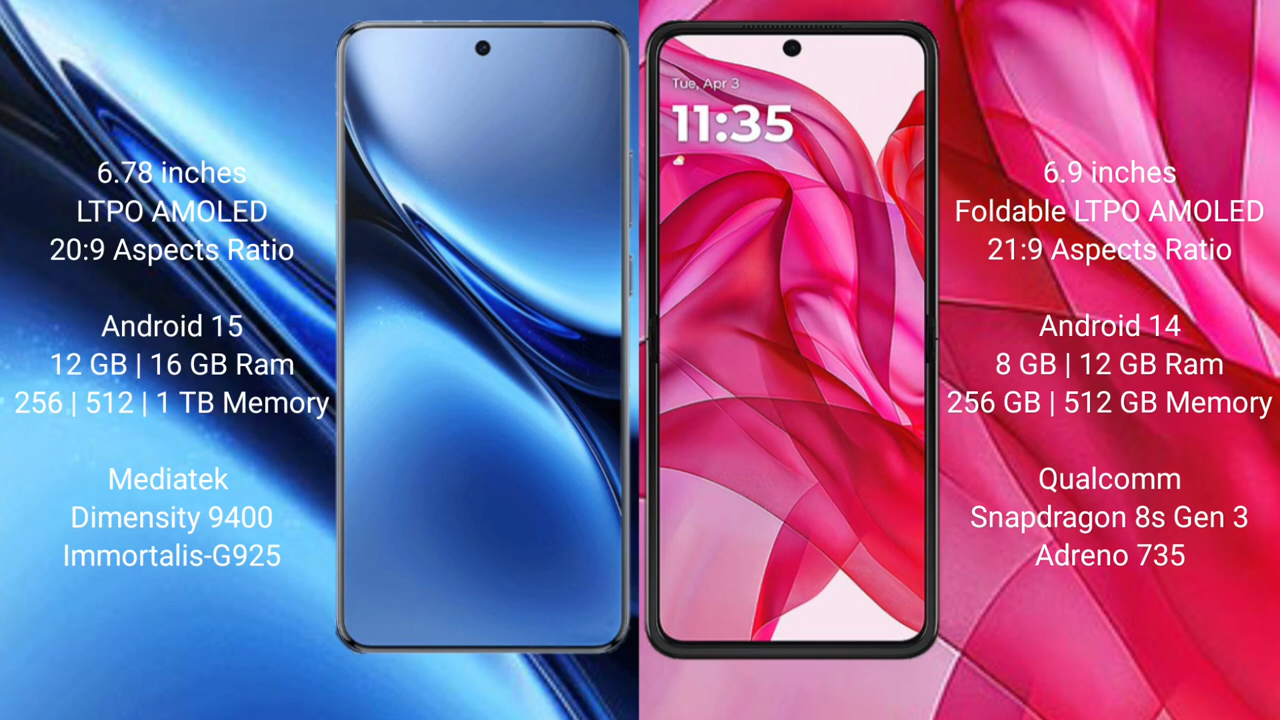 6.78 inches
LTPO AMOLED
20:9 Aspects Ratio
Android 15
12 GB | 16 GB Ram
256 | 512 | 1 TB Memory
Mediatek
Dimensity 9400
Immortalis-G925
Tue, Apr 3
11:35
6.9 inches
Foldable LTPO AMOLED
21:9 Aspects Ratio
Android 14
8 GB | 12 GB Ram
256 GB | 512 GB Memory
Qualcomm
Snapdragon 8s Gen 3
Adreno 735